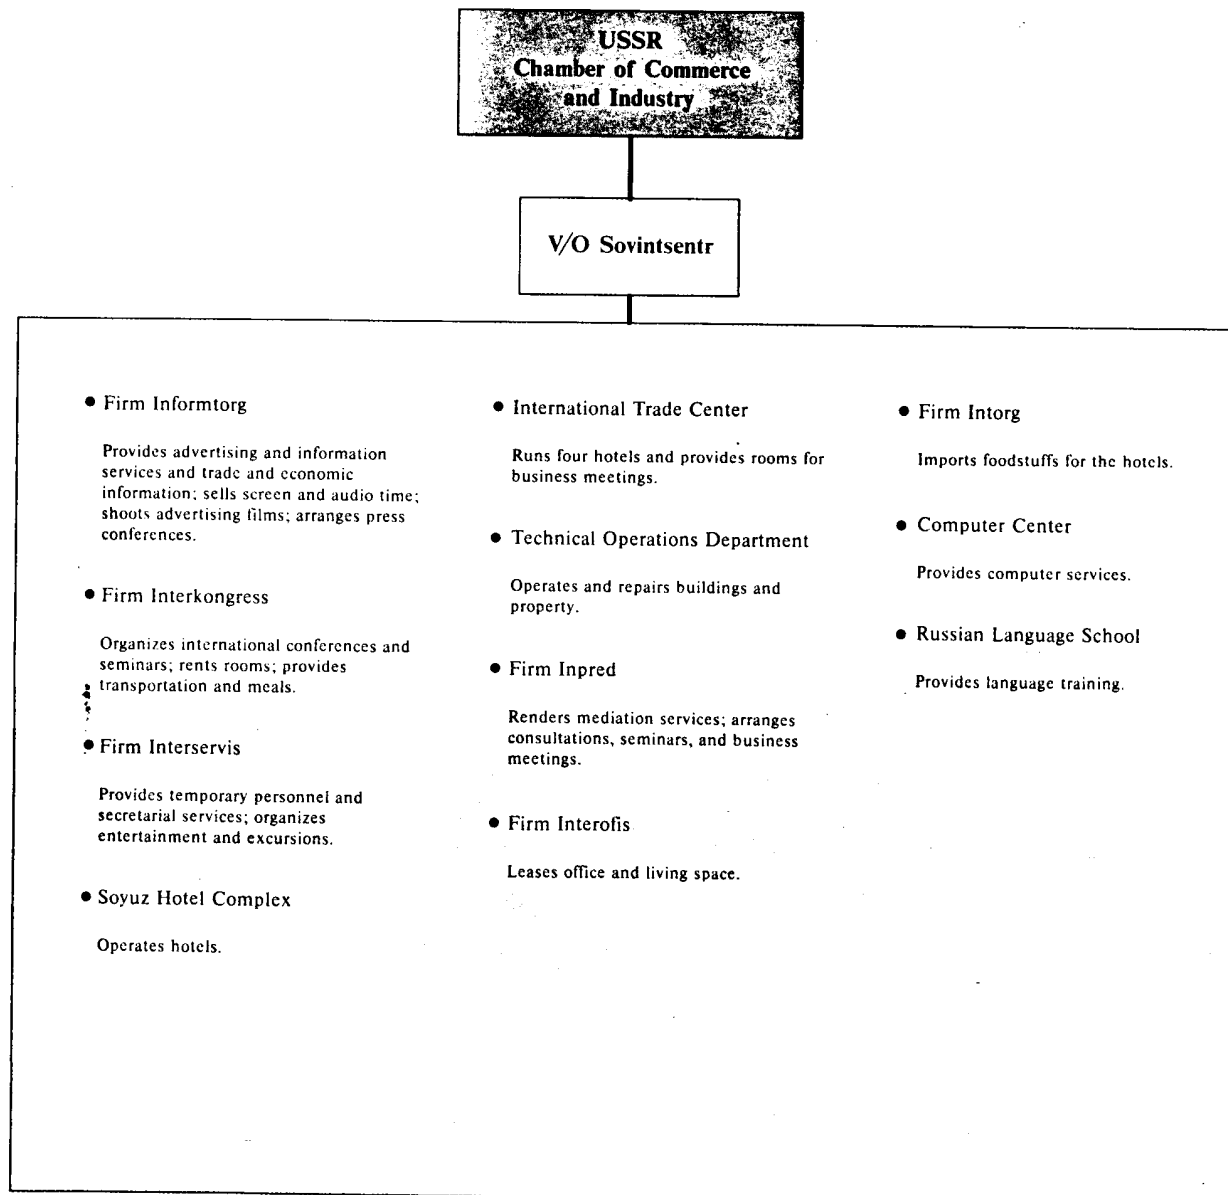 USSR
Chamber of Commerce
and Industry
V/O Sovintsentr
● Firm Informtorg
Provides advertising and information
services and trade and economic
information; sells screen and audio time;
shoots advertising films; arranges press
conferences.
● Firm Interkongress
Organizes international conferences and
seminars; rents rooms; provides
transportation and meals.
● Firm Interservis
Provides temporary personnel and
secretarial services; organizes
entertainment and excursions.
● Soyuz Hotel Complex
Operates hotels.
● International Trade Center
Runs four hotels and provides rooms for
business meetings.
● Technical Operations Department
Operates and repairs buildings and
property.
● Firm Inpred
Renders mediation services; arranges
consultations, seminars, and business
meetings.
● Firm Interofis
Leases office and living space.
● Firm Intorg
Imports foodstuffs for the hotels.
● Computer Center
Provides computer services.
● Russian Language School
Provides language training.